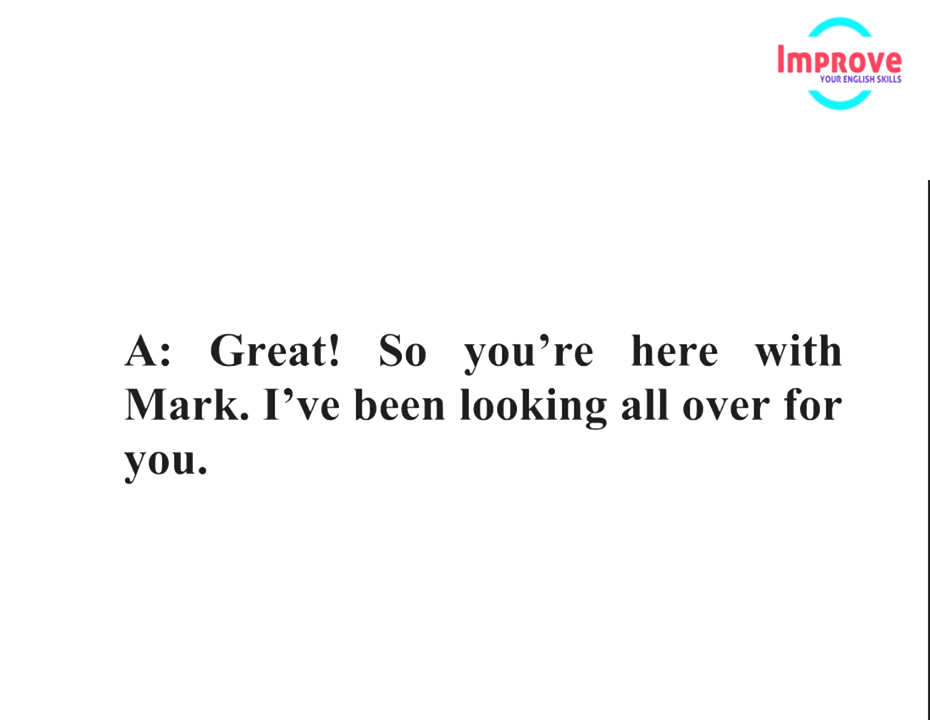 Improve
YOUR ENGLISH SKILLS
A: Great! So you’re here with
Mark. I’ve been looking all over for
you.